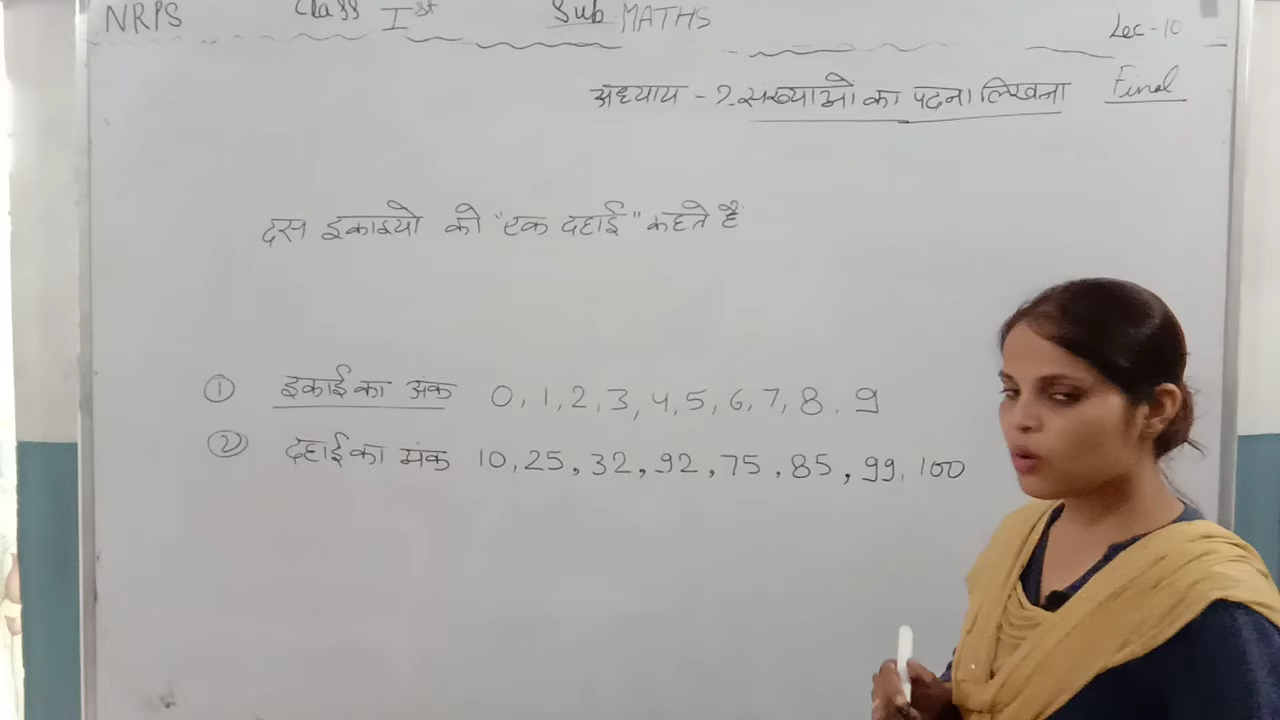 NRPS Class Ist Sub MATHS Lec-10
अध्याय - 2 संख्याओ का पढना लिखना Final
दस इकाइयो को "एक दहाई" कहते है
① इकाई का अंक 0, 1, 2, 3, 4, 5, 6, 7, 8, 9
② दहाई का अंक 10, 25, 32, 92, 75, 85, 99, 100